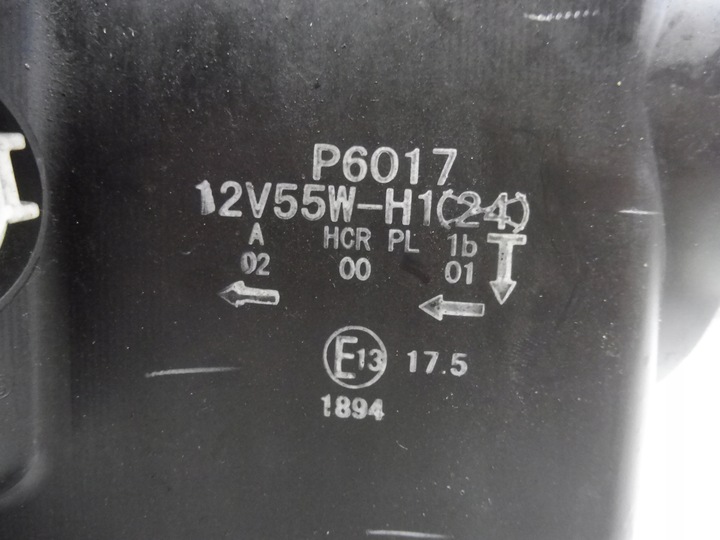 P6017
12V55W-H1(24)
A HCR PL 1b
02 00 01
E13 17.5
1894